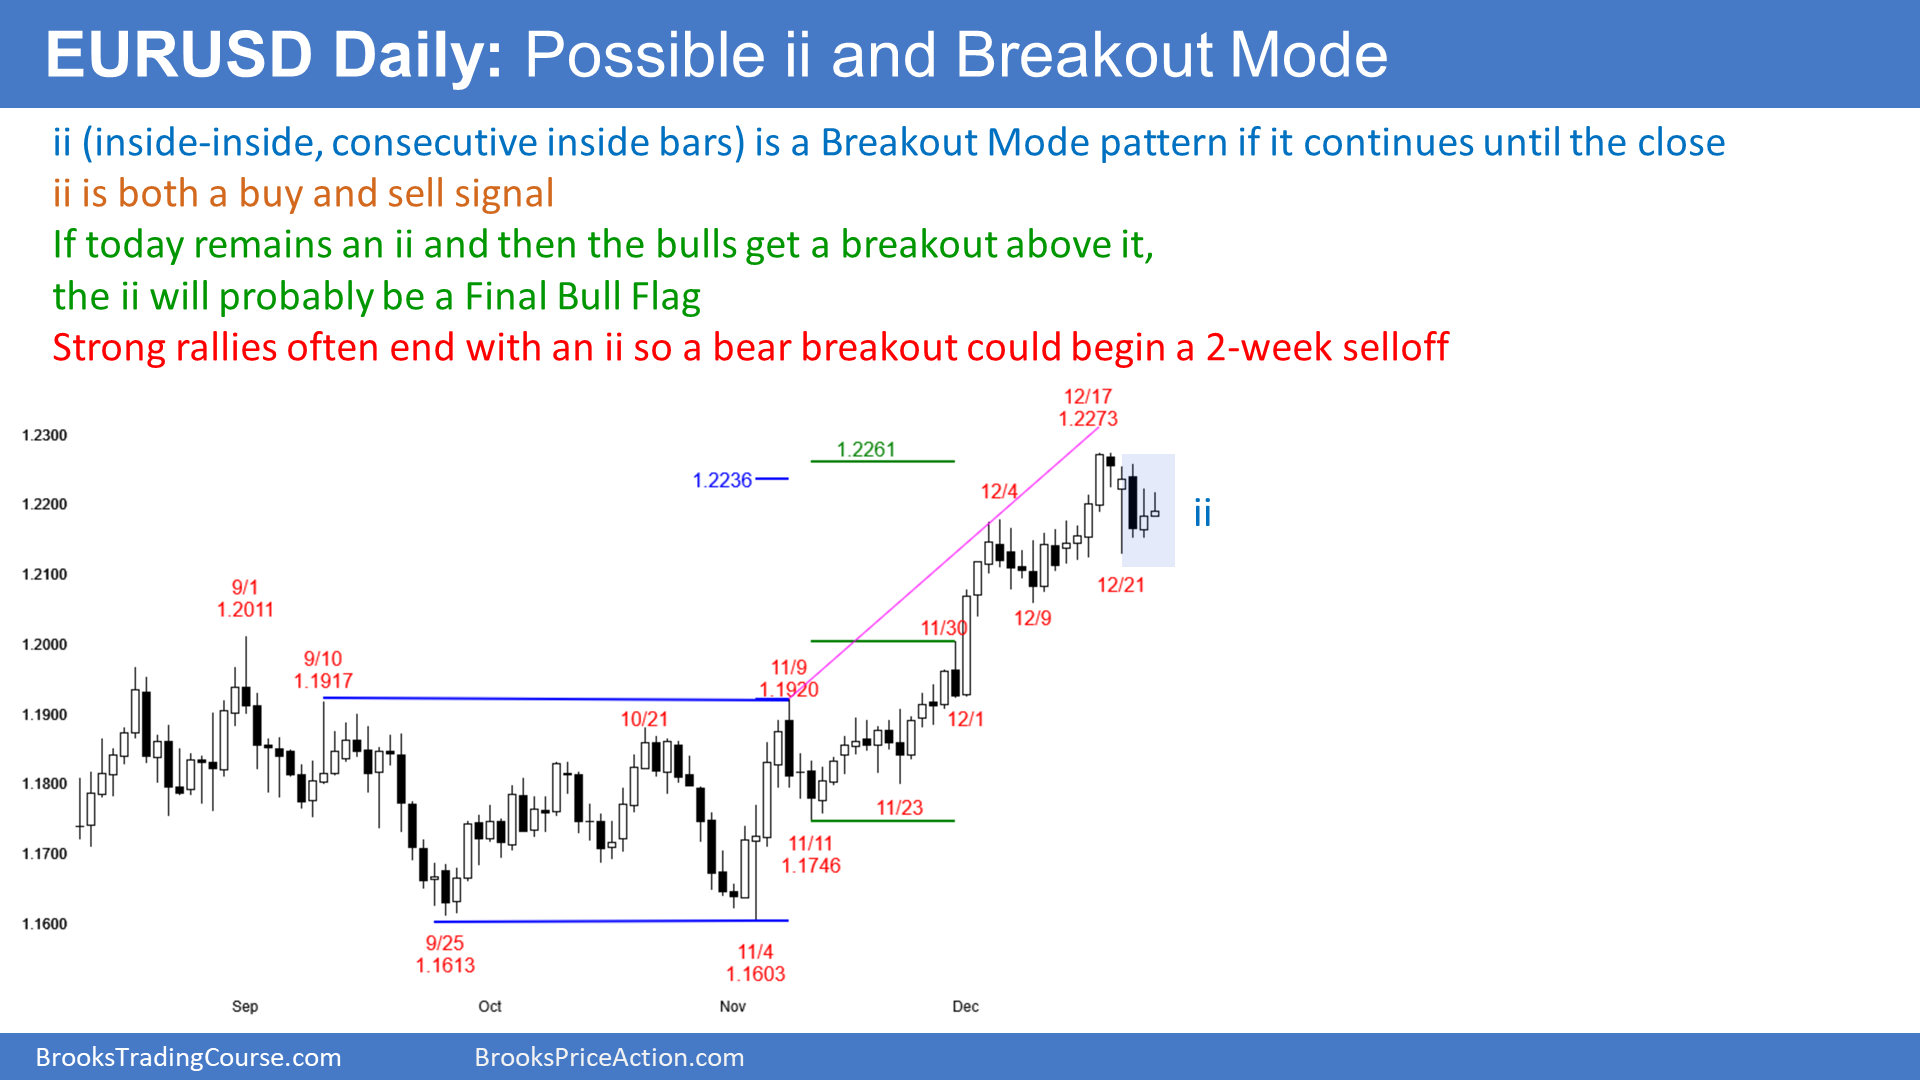 EURUSD Daily: Possible ii and Breakout Mode
ii (inside-inside, consecutive inside bars) is a Breakout Mode pattern if it continues until the close
ii is both a buy and sell signal
If today remains an ii and then the bulls get a breakout above it,
the ii will probably be a Final Bull Flag
Strong rallies often end with an ii so a bear breakout could begin a 2-week selloff
12/17
1.2273
1.2300
1.2261
1.2236
12/4
1.2200
ii
1.2100
9/1
1.2011
12/21
12/9
11/30
1.2000
9/10
1.1917
11/9
1.1920
1.1900
10/21
12/1
1.1800
11/23
11/11
1.1746
1.1700
1.1600
9/25
1.1613
11/4
1.1603
Sep
Oct
Nov
Dec
BrooksTradingCourse.com
BrooksPriceAction.com